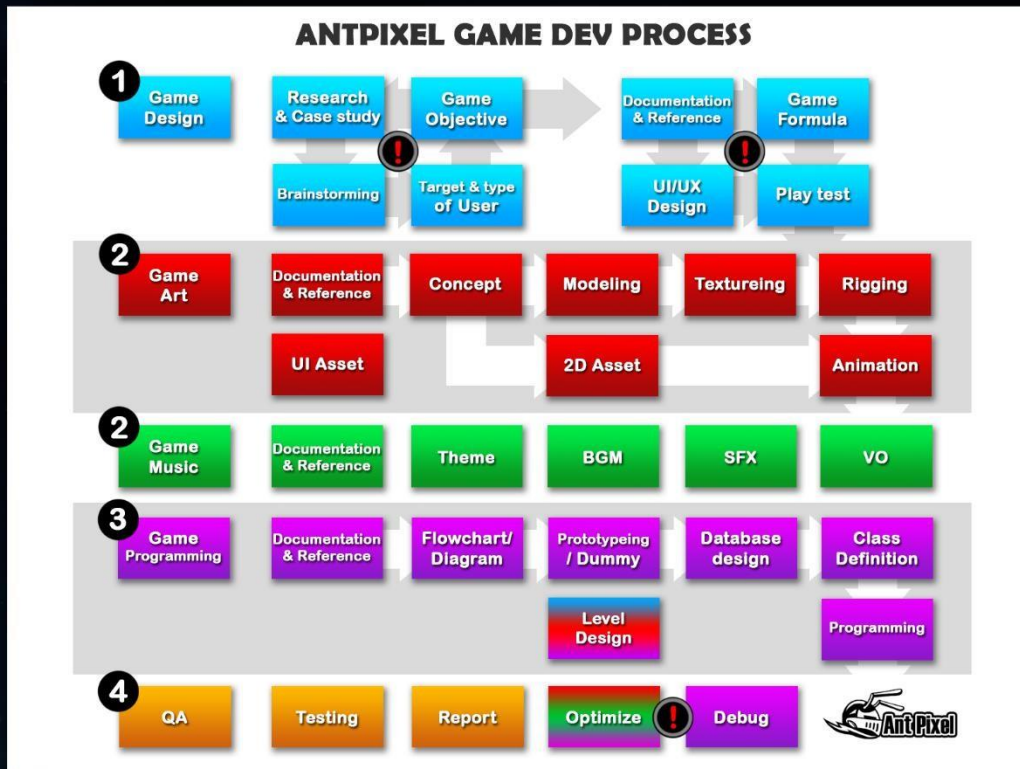 ANTPIXEL GAME DEV PROCESS
1
Game
Design
Research
& Case study
Game
Objective
Documentation
& Reference
Game
Formula
!
!
Brainstorming
Target & type
of User
UI/UX
Design
Play test
2
Game
Art
Documentation
& Reference
Concept
Modeling
Textureing
Rigging
UI Asset
2D Asset
Animation
2
Game
Music
Documentation
& Reference
Theme
BGM
SFX
VO
3
Game
Programming
Documentation
& Reference
Flowchart/
Diagram
Prototypeing
/ Dummy
Database
design
Class
Definition
Level
Design
Programming
4
QA
Testing
Report
Optimize
!
Debug
Ant Pixel